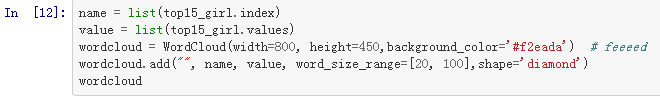 In [12]: name = list(top15_girl.index)
value = list(top15_girl.values)
wordcloud = WordCloud(width=800, height=450,background_color='#f2eada')  # feeeed
wordcloud.add("", name, value, word_size_range=[20, 100],shape='diamond')
wordcloud